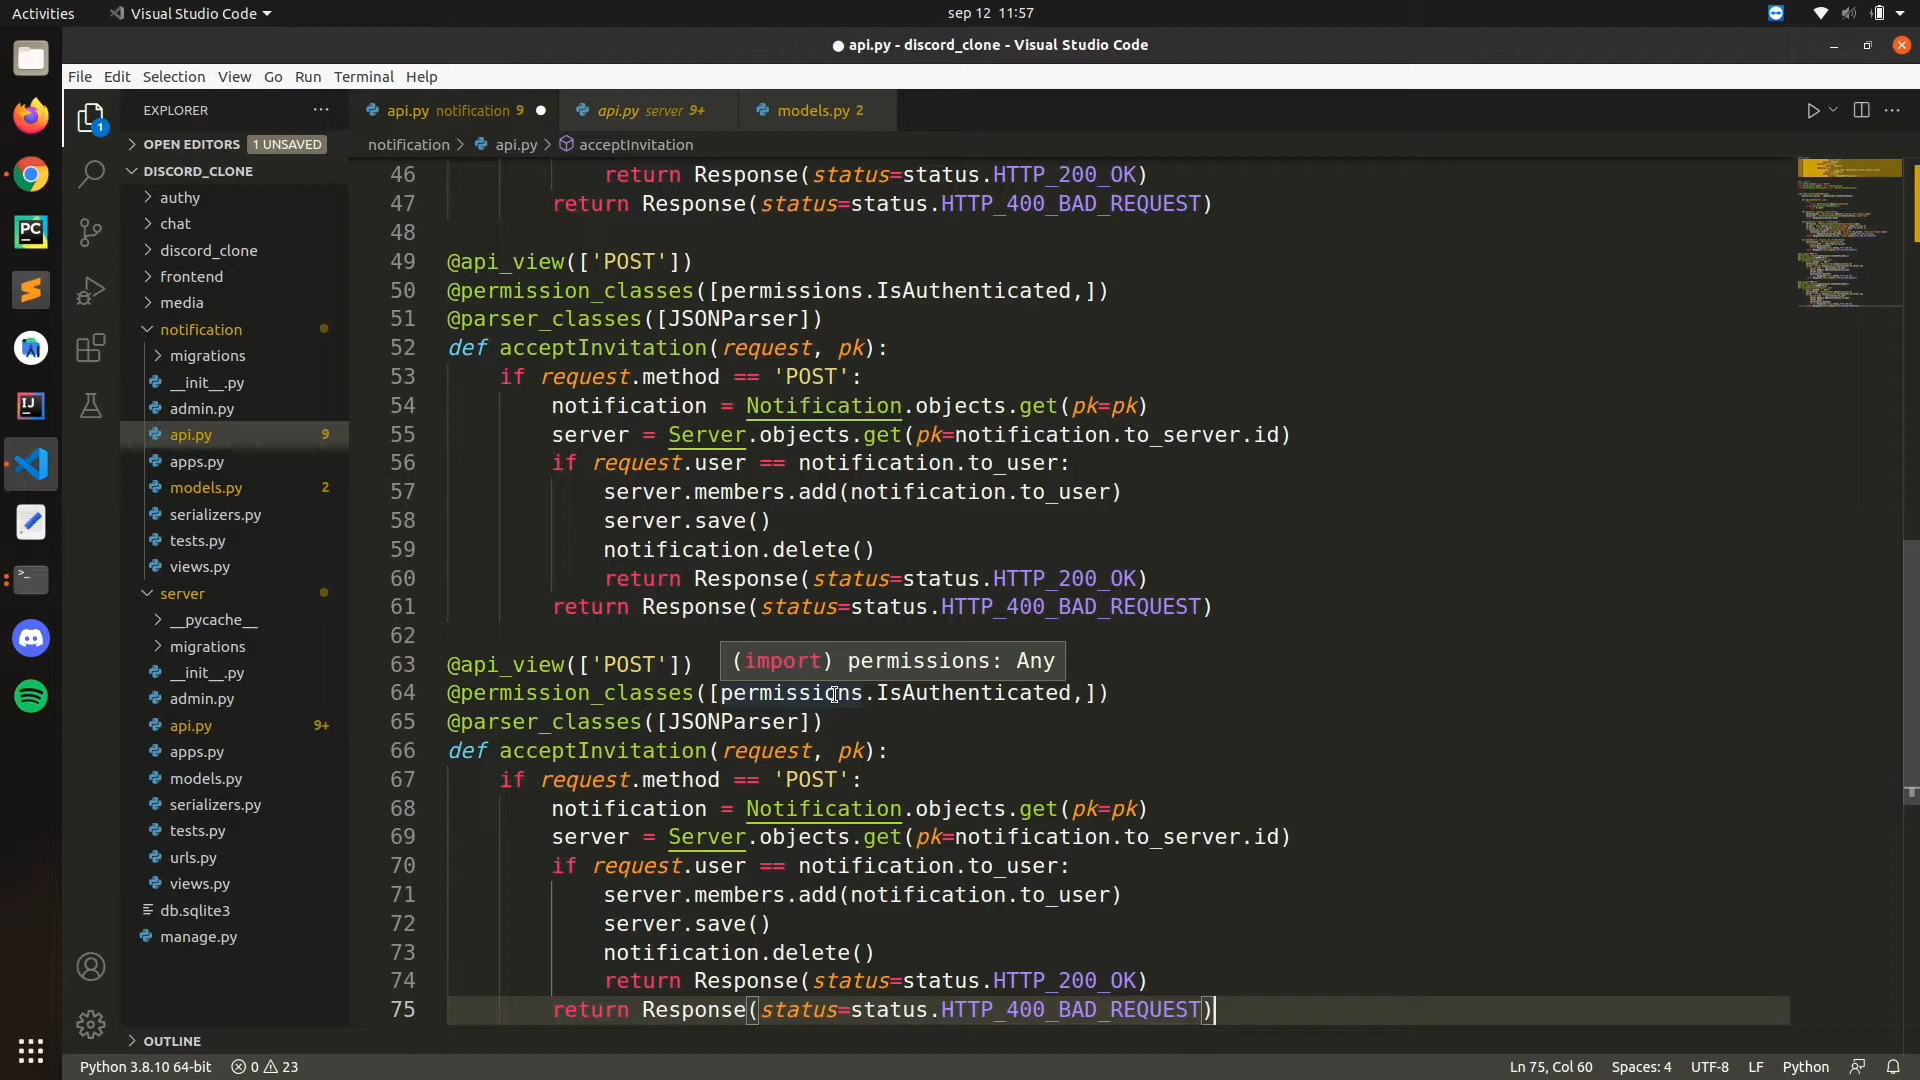 Activities
Visual Studio Code
sep 12 11:57
api.py - discord_clone - Visual Studio Code
File Edit Selection View Go Run Terminal Help
EXPLORER
api.py notification 9
api.py server 9+
models.py 2
OPEN EDITORS 1 UNSAVED
notification > api.py > acceptInvitation
DISCORD_CLONE
authy
chat
discord_clone
frontend
media
notification
migrations
__init__.py
admin.py
api.py 9
apps.py
models.py 2
serializers.py
tests.py
views.py
server
__pycache__
migrations
__init__.py
admin.py
api.py 9+
apps.py
models.py
serializers.py
tests.py
urls.py
views.py
db.sqlite3
manage.py
OUTLINE
46 return Response(status=status.HTTP_200_OK)
47 return Response(status=status.HTTP_400_BAD_REQUEST)
48
49 @api_view(['POST'])
50 @permission_classes([permissions.IsAuthenticated,])
51 @parser_classes([JSONParser])
52 def acceptInvitation(request, pk):
53 if request.method == 'POST':
54 notification = Notification.objects.get(pk=pk)
55 server = Server.objects.get(pk=notification.to_server.id)
56 if request.user == notification.to_user:
57 server.members.add(notification.to_user)
58 server.save()
59 notification.delete()
60 return Response(status=status.HTTP_200_OK)
61 return Response(status=status.HTTP_400_BAD_REQUEST)
62
(import) permissions: Any
63 @api_view(['POST'])
64 @permission_classes([permissions.IsAuthenticated,])
65 @parser_classes([JSONParser])
66 def acceptInvitation(request, pk):
67 if request.method == 'POST':
68 notification = Notification.objects.get(pk=pk)
69 server = Server.objects.get(pk=notification.to_server.id)
70 if request.user == notification.to_user:
71 server.members.add(notification.to_user)
72 server.save()
73 notification.delete()
74 return Response(status=status.HTTP_200_OK)
75 return Response(status=status.HTTP_400_BAD_REQUEST)
Python 3.8.10 64-bit 0 23
Ln 75, Col 60 Spaces: 4 UTF-8 LF Python